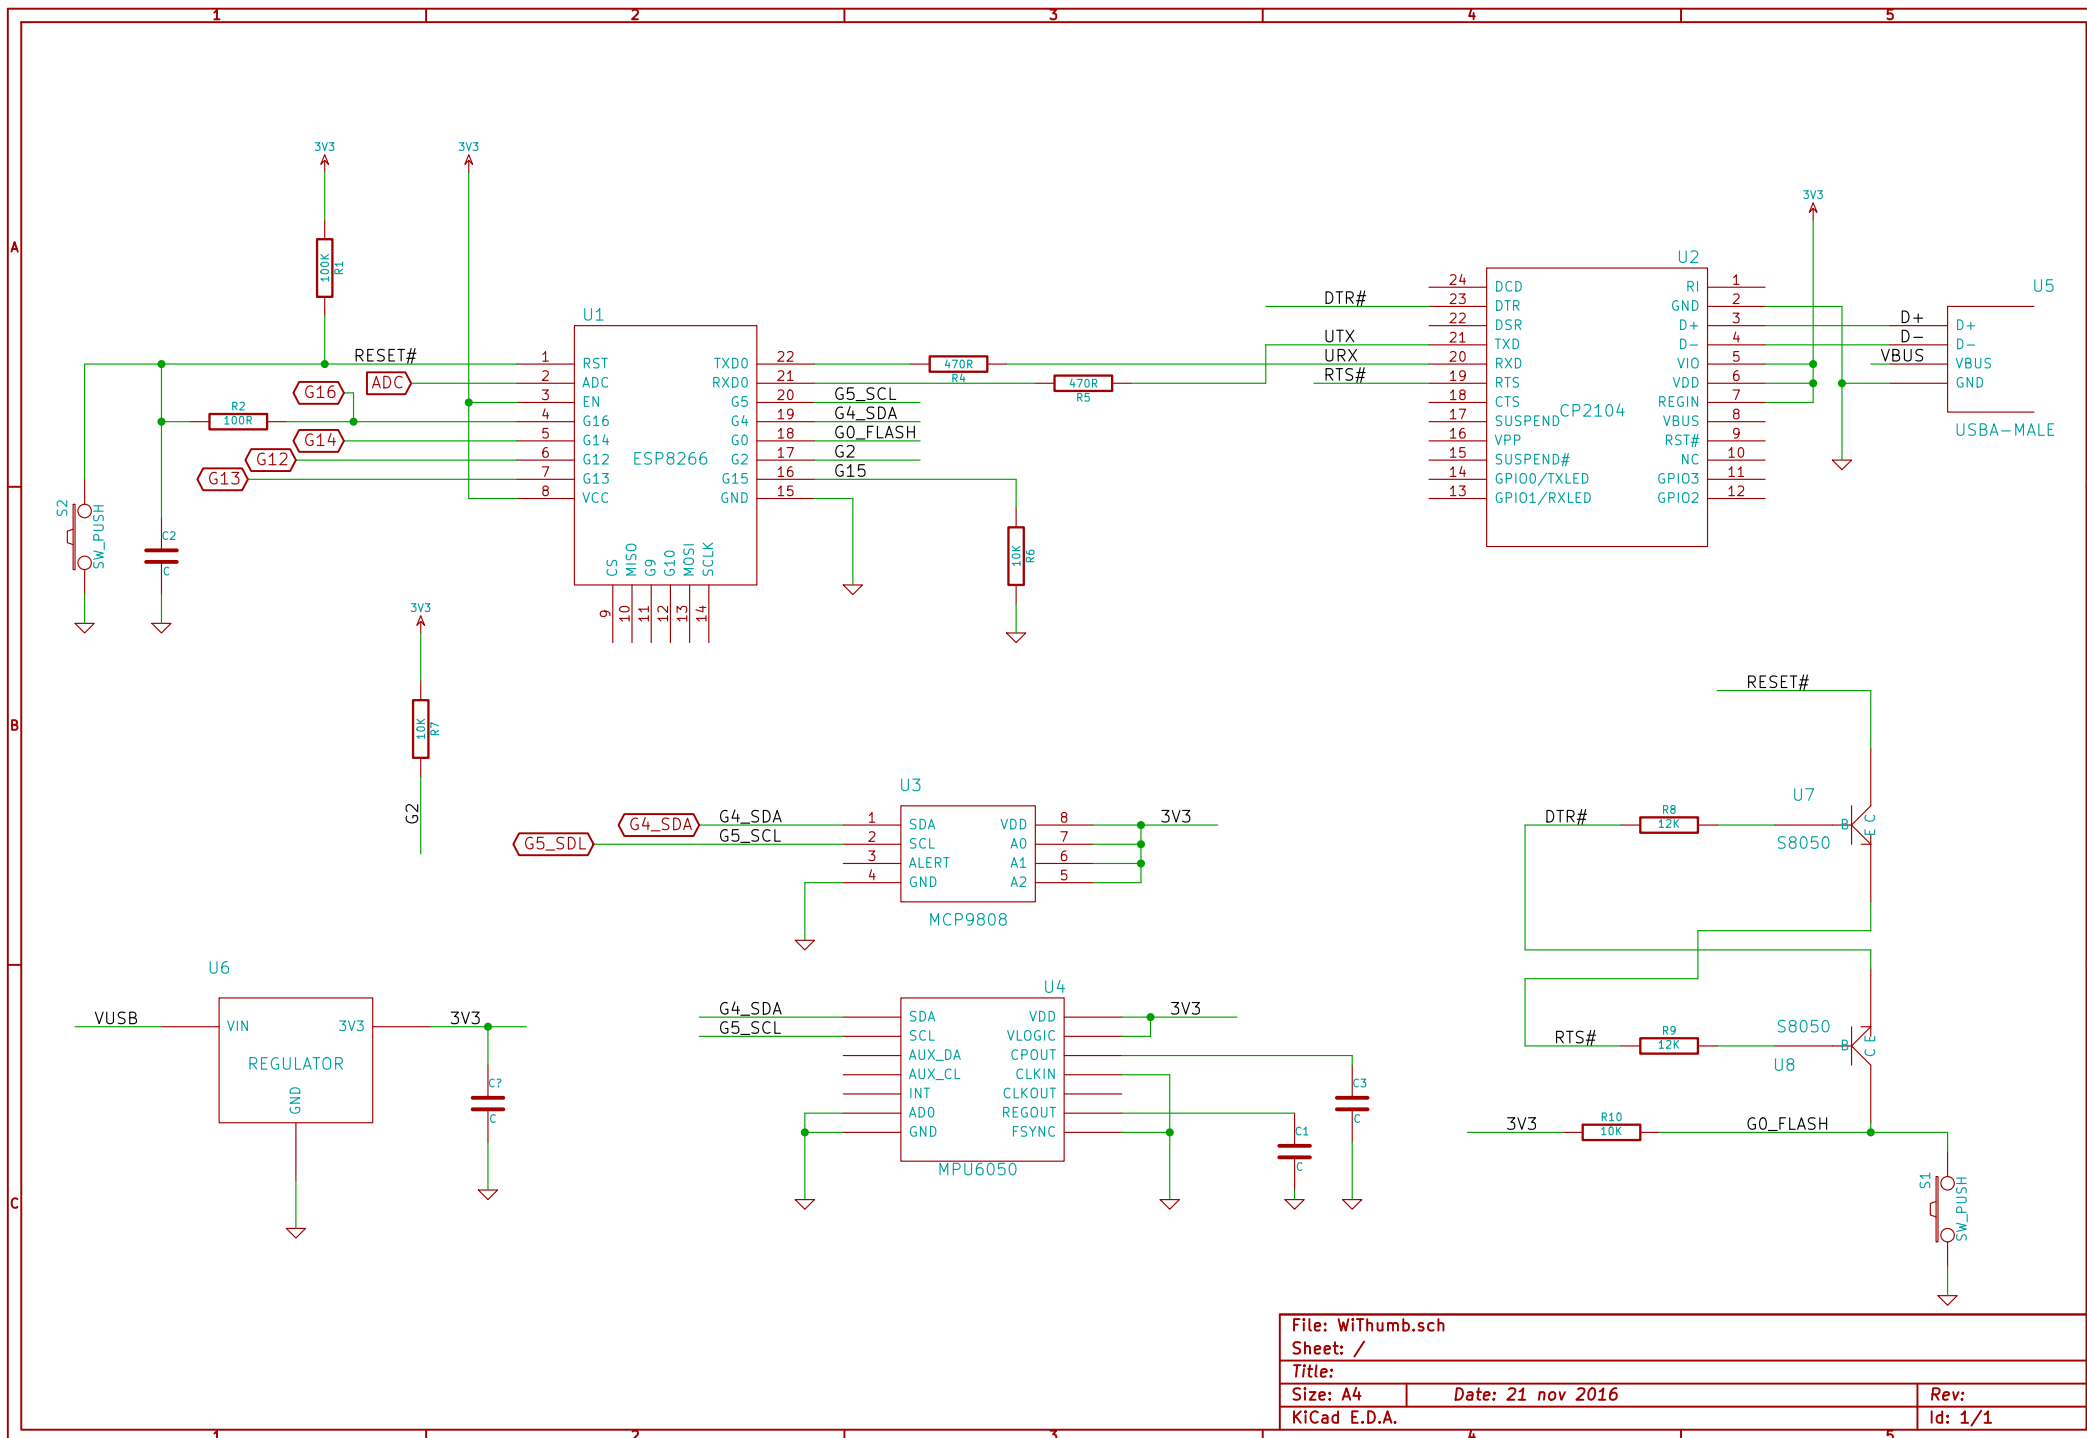 1 2 3 4 5
A
B
C
3V3
3V3
100K
R1
RESET#
ADC
G16
R2
100R
G14
G12
G13
S2
SW_PUSH
C2
C
U1
1 RST
2 ADC
3 EN
4 G16
5 G14
6 G12
7 G13
8 VCC
ESP8266
TXD0 22
RXD0 21
G5 20
G4 19
G0 18
G2 17
G15 16
GND 15
CS MISO G9 G10 MOSI SCLK
9 10 11 12 13 14
G5_SCL
G4_SDA
G0_FLASH
G2
G15
470R
R4
470R
R5
10K
R6
DTR#
UTX
URX
RTS#
U2
24 DCD
23 DTR
22 DSR
21 TXD
20 RXD
19 RTS
18 CTS
17 SUSPEND
16 VPP
15 SUSPEND#
14 GPIO0/TXLED
13 GPIO1/RXLED
CP2104
RI 1
GND 2
D+ 3
D- 4
VIO 5
VDD 6
REGIN 7
VBUS 8
RST# 9
NC 10
GPIO3 11
GPIO2 12
3V3
D+
D-
VBUS
U5
D+
D-
VBUS
GND
USBA-MALE
3V3
10K
R7
G2
U3
G4_SDA
G4_SDA
G5_SDL
G5_SCL
1 SDA
2 SCL
3 ALERT
4 GND
VDD 8
A0 7
A1 6
A2 5
3V3
MCP9808
RESET#
U7
DTR#
R8
12K
B C E
S8050
RTS#
R9
12K
S8050
B C E
U8
3V3
R10
10K
G0_FLASH
S1
SW_PUSH
U6
VUSB
VIN
3V3
REGULATOR
GND
3V3
C?
C
U4
G4_SDA
G5_SCL
SDA
SCL
AUX_DA
AUX_CL
INT
AD0
GND
VDD
VLOGIC
CPOUT
CLKIN
CLKOUT
REGOUT
FSYNC
3V3
MPU6050
C1
C
C3
C
File: WiThumb.sch
Sheet: /
Title:
Size: A4 Date: 21 nov 2016 Rev:
KiCad E.D.A. Id: 1/1
1 2 3 4 5